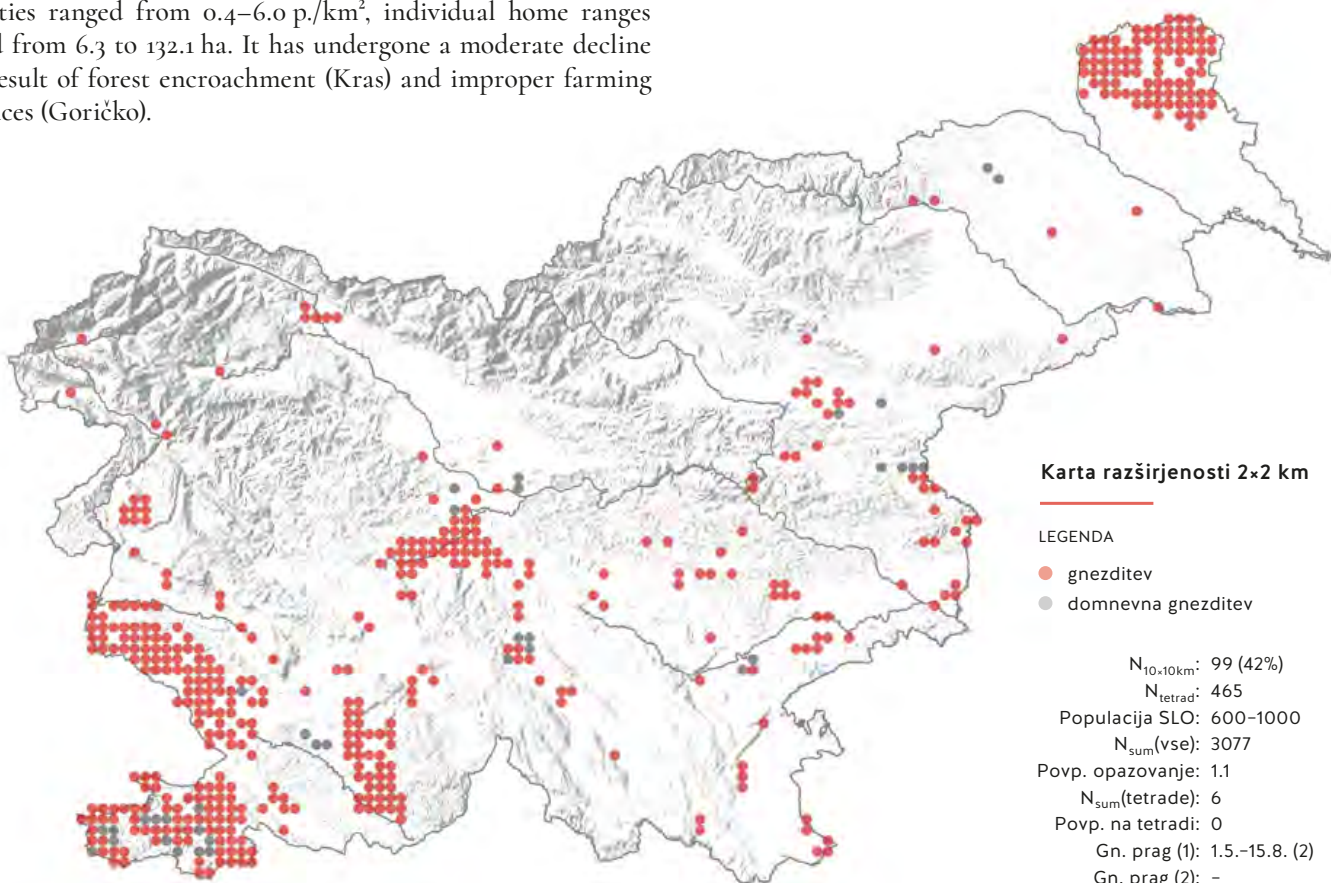 ties ranged from 0.4–6.0 p./km², individual home ranges
from 6.3 to 132.1 ha. It has undergone a moderate decline
esult of forest encroachment (Kras) and improper farming
ces (Goričko).
Karta razširjenosti 2×2 km
LEGENDA
gnezditev
domnevna gnezditev
N10×10km: 99 (42%)
Ntetrad: 465
Populacija SLO: 600–1000
Nsum(vse): 3077
Povp. opazovanje: 1.1
Nsum(tetrade): 6
Povp. na tetradi: 0
Gn. prag (1): 1.5.–15.8. (2)
Gn. prag (2): –